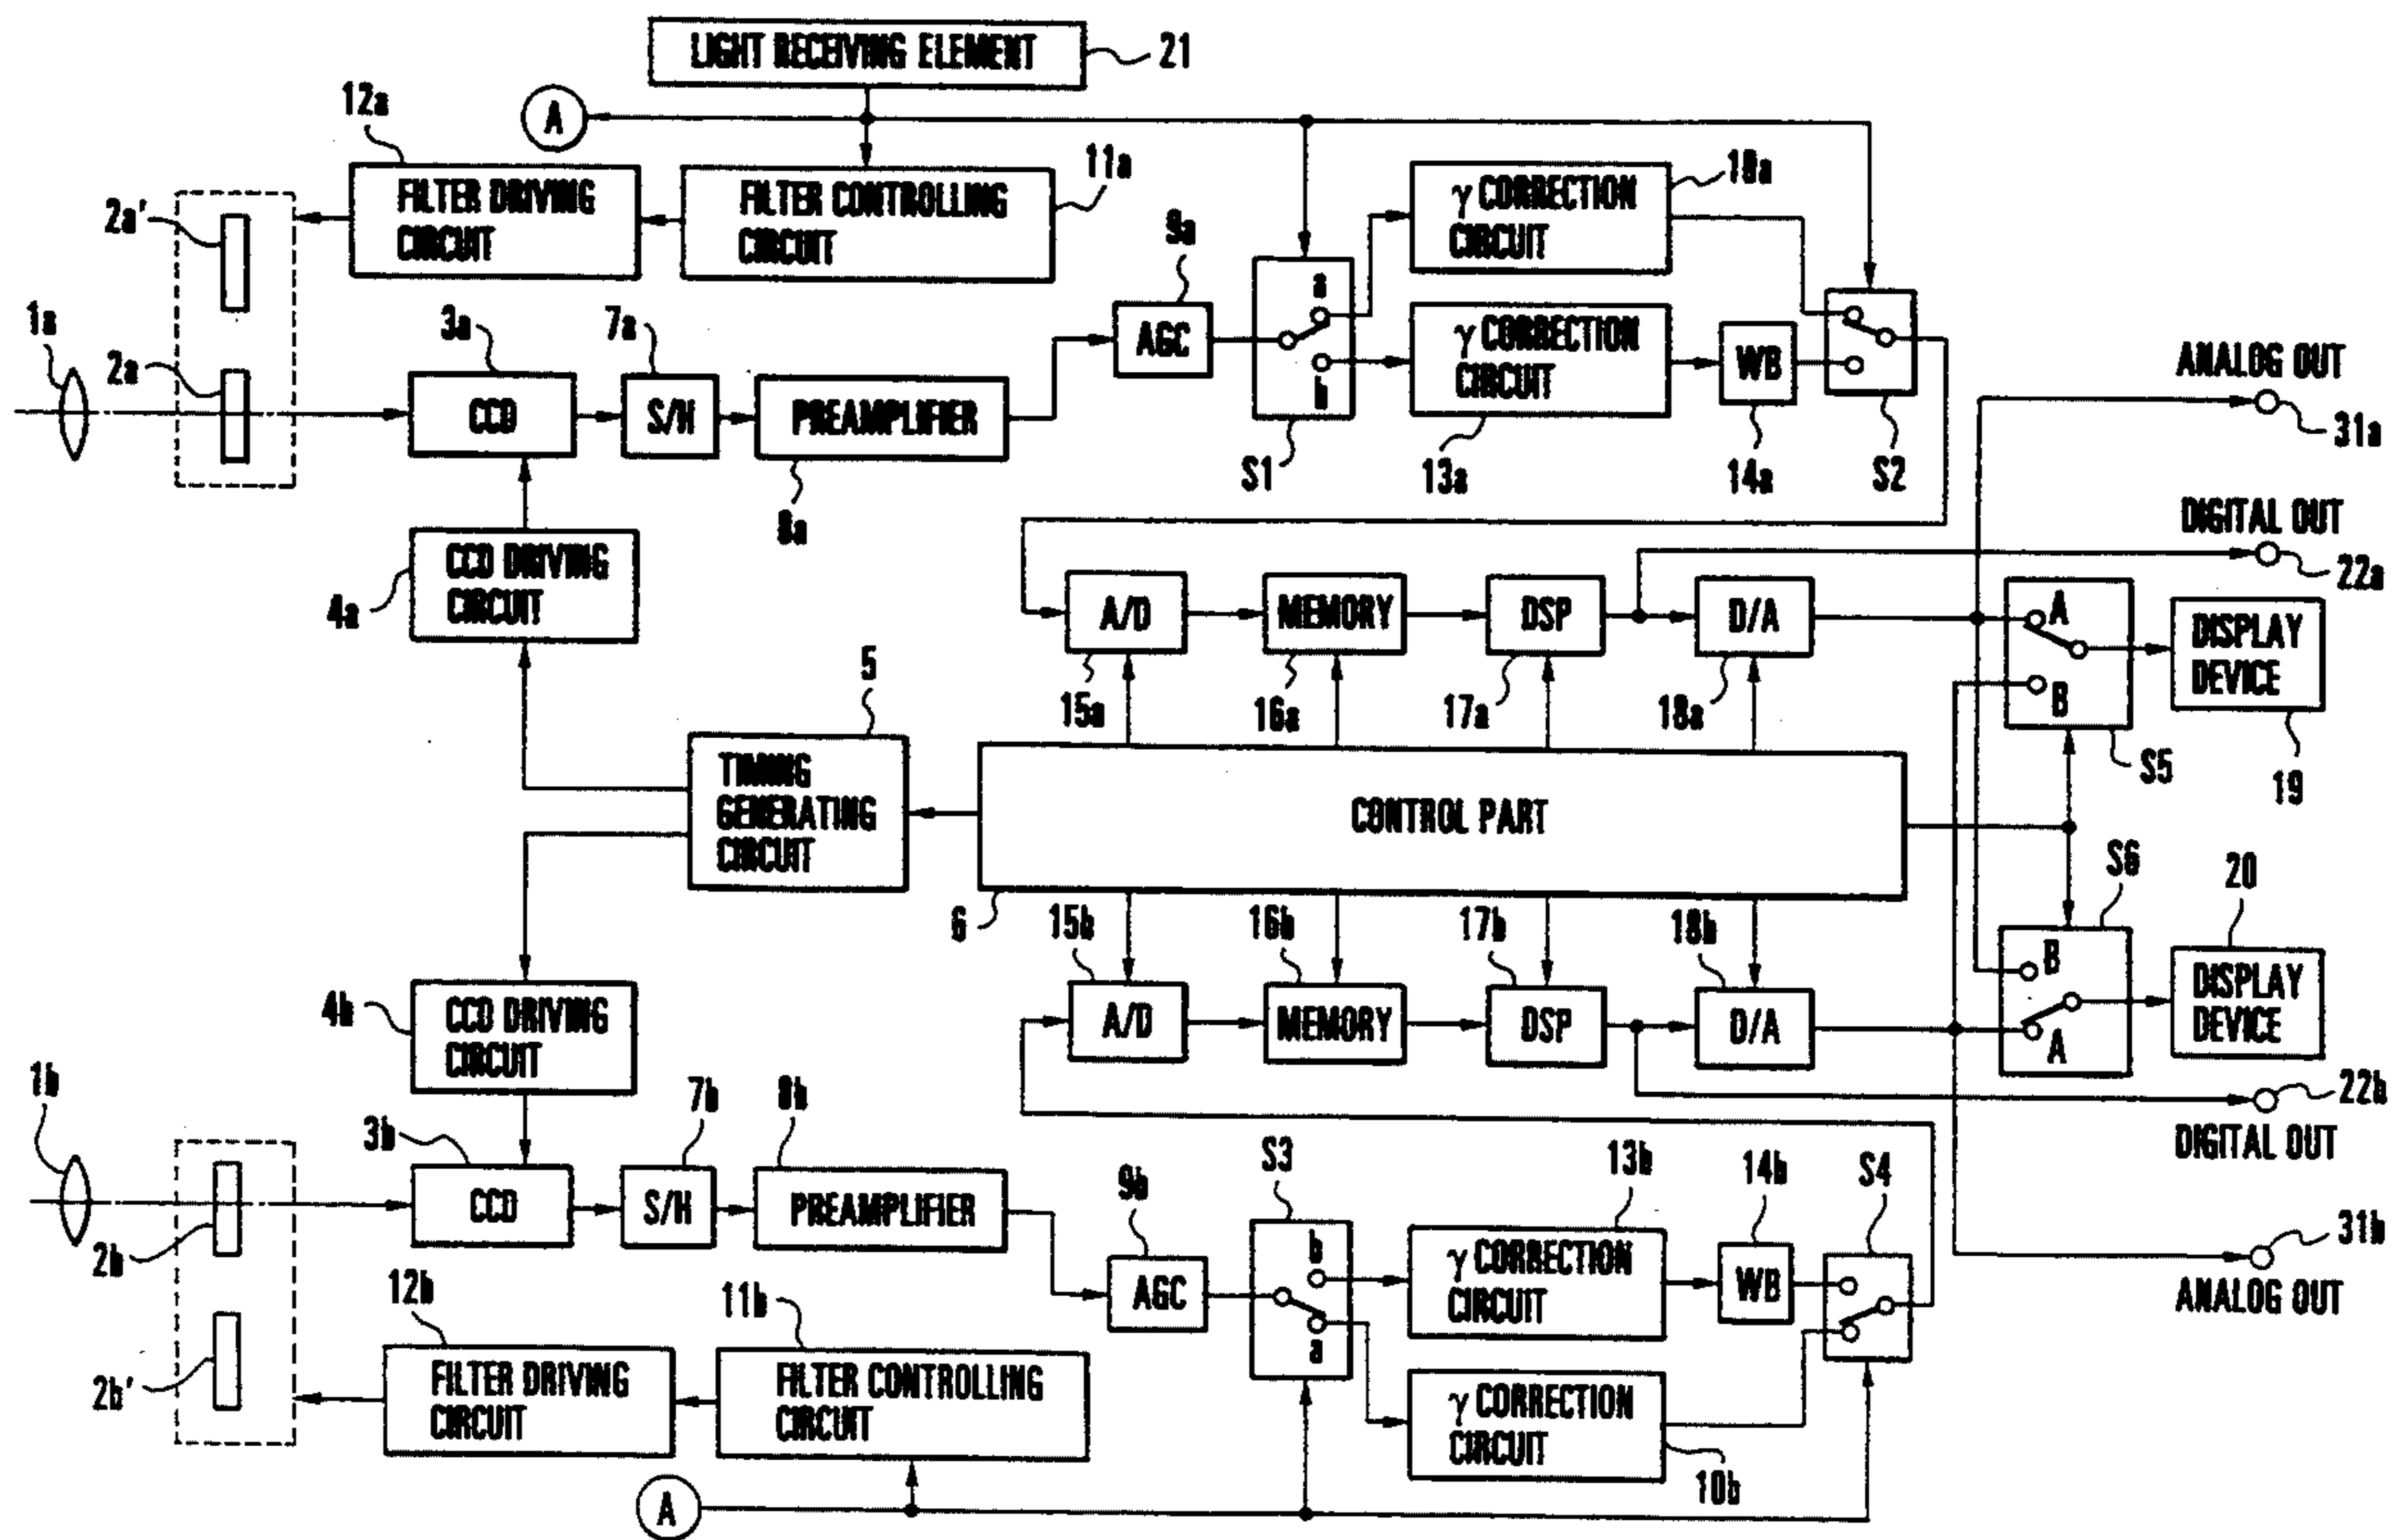 LIGHT RECEIVING ELEMENT
21
A
12a
FILTER DRIVING
CIRCUIT
FILTER CONTROLLING
CIRCUIT
11a
2a'
2a
1a
3a
CCD
7a
S/H
PREAMPLIFIER
8a
9a
AGC
a
b
S1
γ CORRECTION
CIRCUIT
10a
γ CORRECTION
CIRCUIT
13a
WB
14a
S2
ANALOG OUT
31a
DIGITAL OUT
22a
CCD DRIVING
CIRCUIT
4a
A/D
15a
MEMORY
16a
DSP
17a
D/A
18a
A
B
S5
DISPLAY
DEVICE
19
5
TIMING
GENERATING
CIRCUIT
CONTROL PART
6
15b
16b
17b
18b
S6
20
4b
CCD DRIVING
CIRCUIT
A/D
MEMORY
DSP
D/A
B
A
DISPLAY
DEVICE
22b
DIGITAL OUT
1b
2b
2b'
3b
CCD
7b
S/H
8b
PREAMPLIFIER
9b
AGC
S3
b
a
13b
γ CORRECTION
CIRCUIT
14b
WB
S4
31b
ANALOG OUT
12b
FILTER DRIVING
CIRCUIT
11b
FILTER CONTROLLING
CIRCUIT
γ CORRECTION
CIRCUIT
10b
A